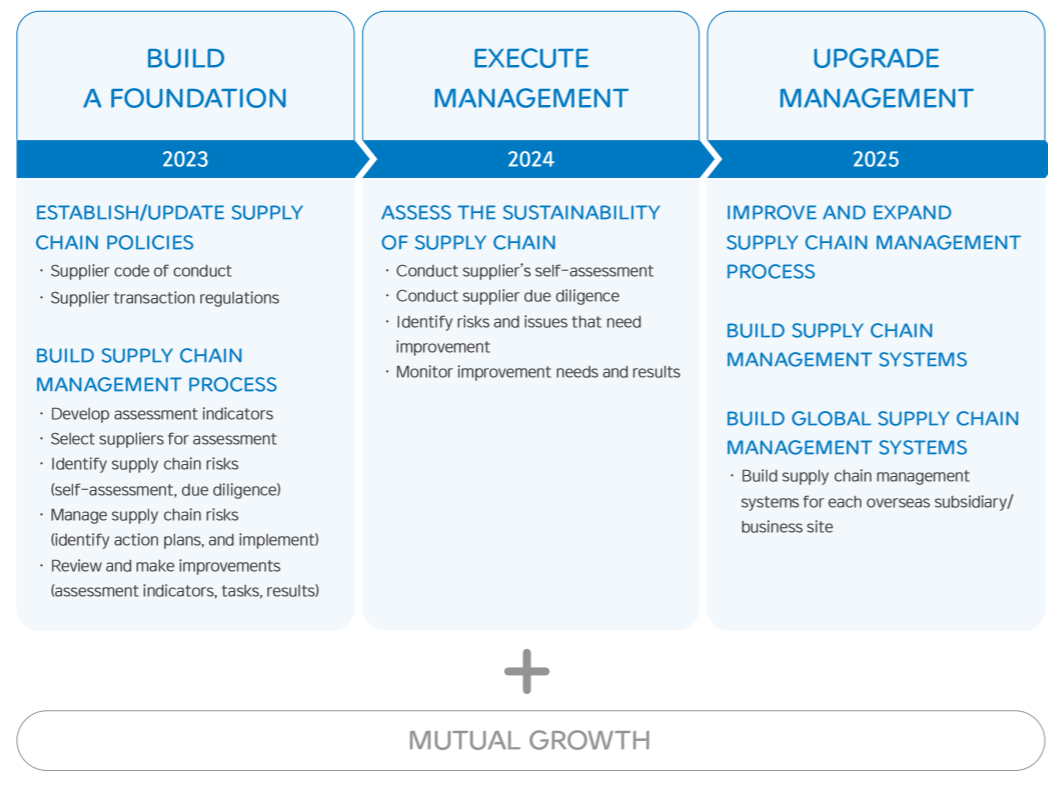 BUILD
A FOUNDATION
2023
ESTABLISH/UPDATE SUPPLY
CHAIN POLICIES
· Supplier code of conduct
· Supplier transaction regulations
BUILD SUPPLY CHAIN
MANAGEMENT PROCESS
· Develop assessment indicators
· Select suppliers for assessment
· Identify supply chain risks
(self-assessment, due diligence)
· Manage supply chain risks
(identify action plans, and implement)
· Review and make improvements
(assessment indicators, tasks, results)
EXECUTE
MANAGEMENT
2024
ASSESS THE SUSTAINABILITY
OF SUPPLY CHAIN
· Conduct supplier's self-assessment
· Conduct supplier due diligence
· Identify risks and issues that need
improvement
· Monitor improvement needs and results
UPGRADE
MANAGEMENT
2025
IMPROVE AND EXPAND
SUPPLY CHAIN MANAGEMENT
PROCESS
BUILD SUPPLY CHAIN
MANAGEMENT SYSTEMS
BUILD GLOBAL SUPPLY CHAIN
MANAGEMENT SYSTEMS
· Build supply chain management
systems for each overseas subsidiary/
business site
+
MUTUAL GROWTH